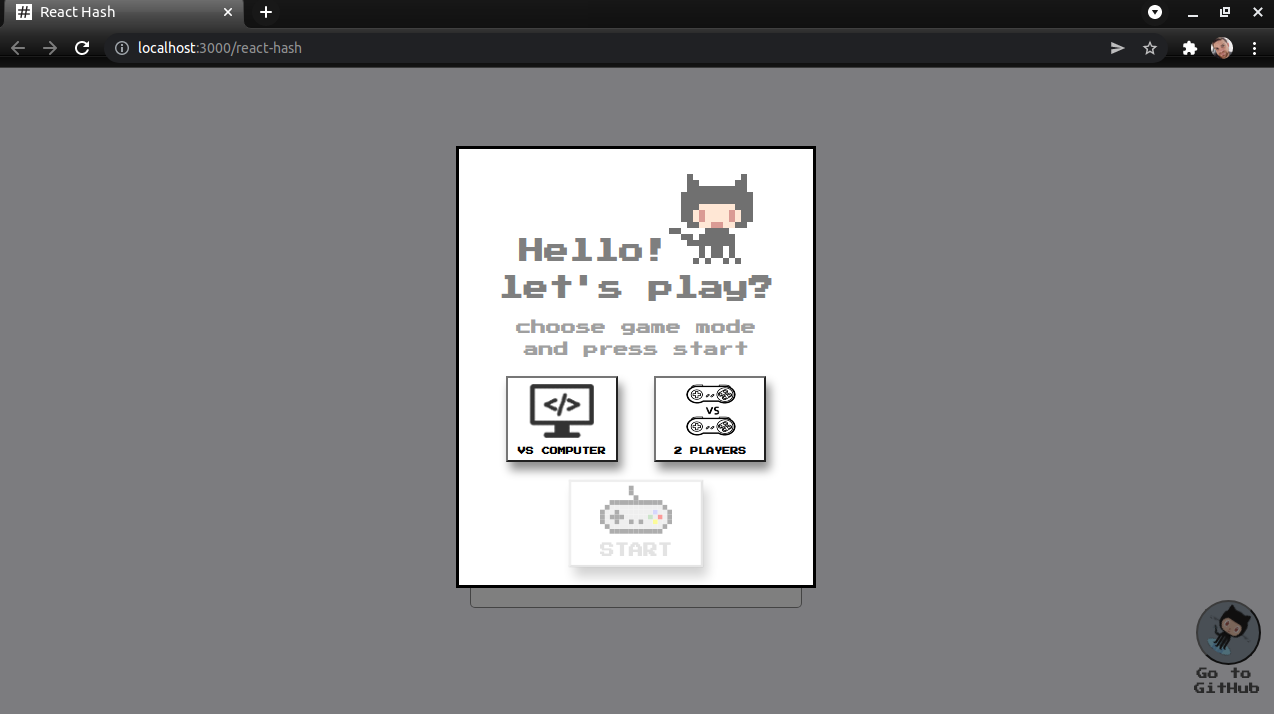 React Hash
localhost:3000/react-hash
Hello!
let's play?
choose game mode
and press start
</>
VS
VS COMPUTER
2 PLAYERS
START
Go to
GitHub